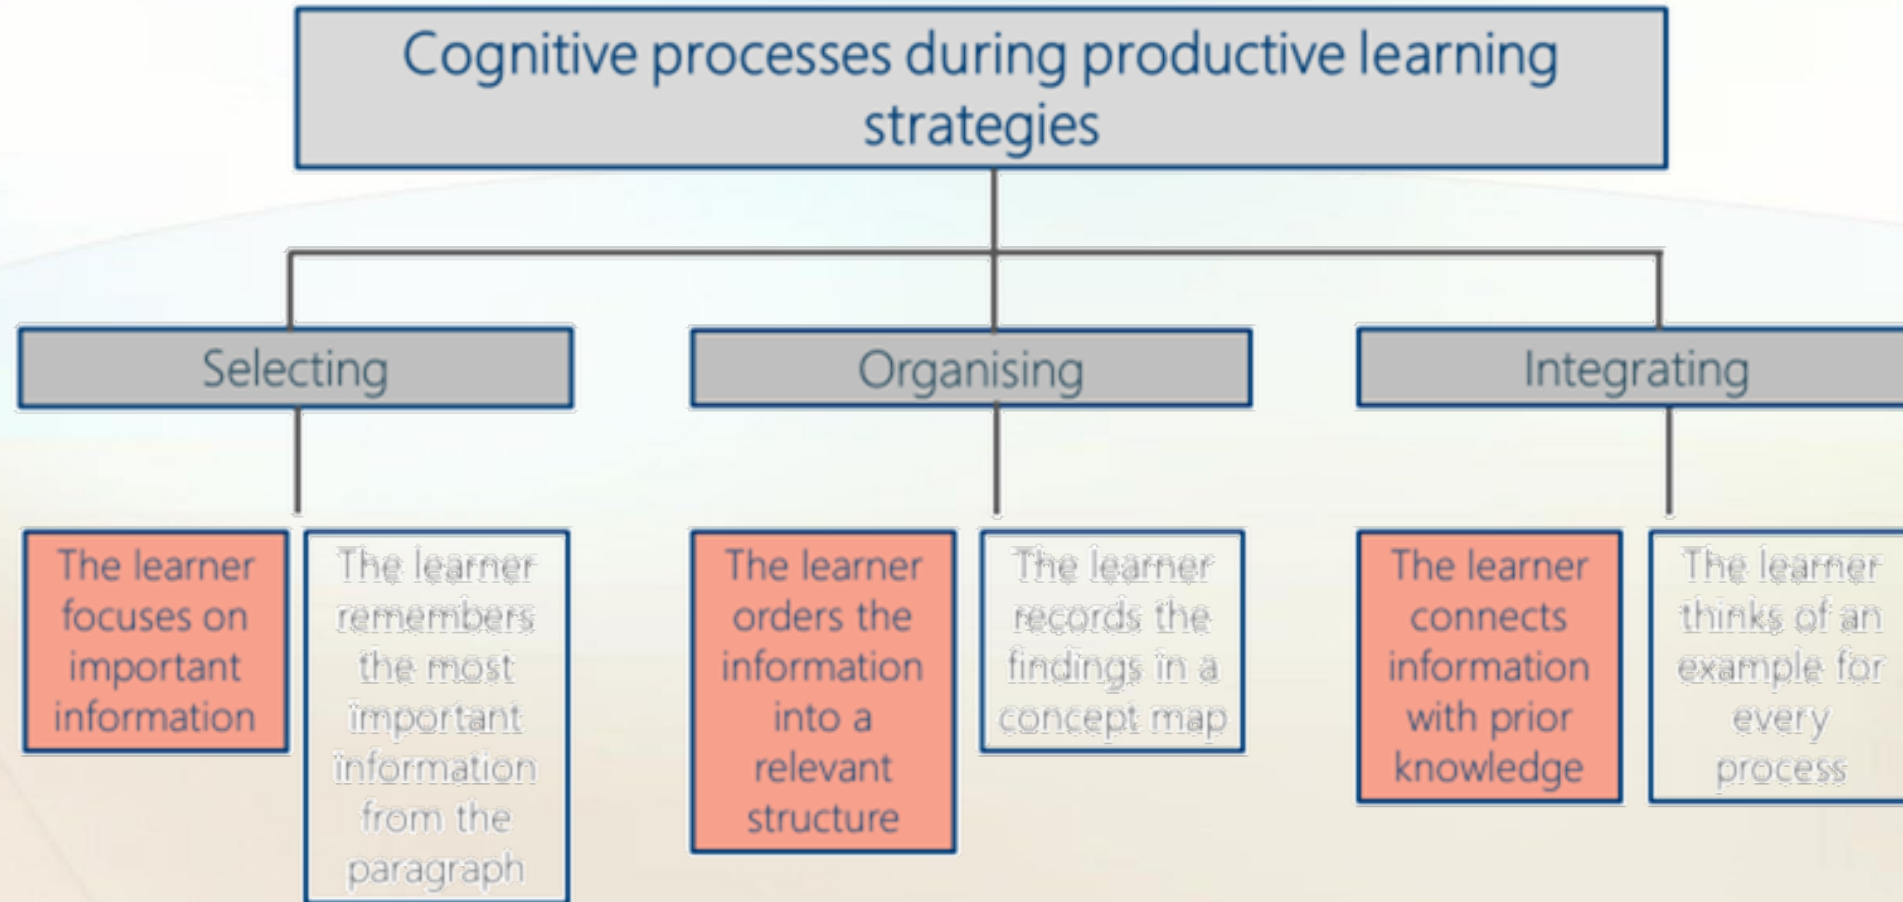 Cognitive processes during productive learning
strategies
Selecting
Organising
Integrating
The learner
focuses on
important
information
The learner
remembers
the most
important
information
from the
paragraph
The learner
orders the
information
into a
relevant
structure
The learner
records the
findings in a
concept map
The learner
connects
information
with prior
knowledge
The learner
thinks of an
example for
every
process